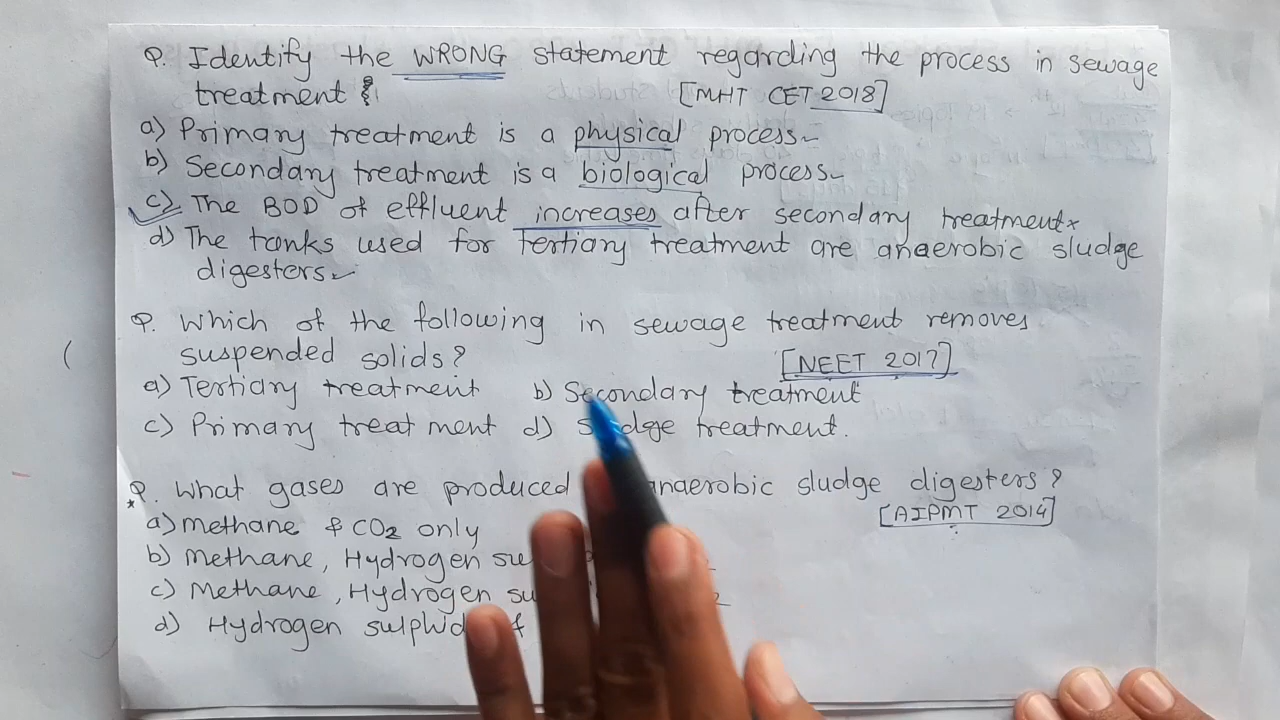 Q. Identify the WRONG statement regarding the process in sewage
treatment :
[MHT CET 2018]
a) Primary treatment is a physical process
b) Secondary treatment is a biological process
c) The BOD of effluent increases after secondary treatment
d) The tanks used for tertiary treatment are anaerobic sludge
digesters
Q. Which of the following in sewage treatment removes
suspended solids?
[NEET 2017]
a) Tertiary treatment b) Secondary treatment
c) Primary treatment d) treatment.
Q. What gases are produced sludge digesters?
[AIPMT 2014]
a) methane & CO2 only
b) Methane, Hydrogen
c) Methane, Hydrogen
d) Hydrogen